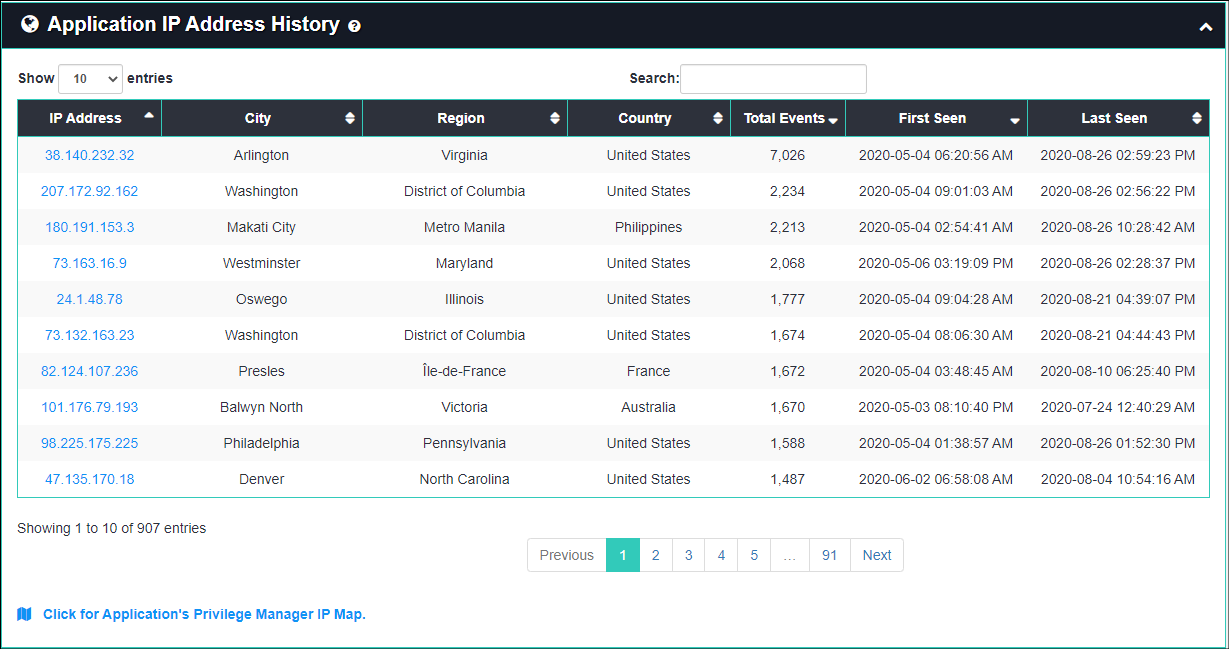 Application IP Address History
Show 10 entries Search:
IP Address City Region Country Total Events First Seen Last Seen
38.140.232.32 Arlington Virginia United States 7,026 2020-05-04 06:20:56 AM 2020-08-26 02:59:23 PM
207.172.92.162 Washington District of Columbia United States 2,234 2020-05-04 09:01:03 AM 2020-08-26 02:56:22 PM
180.191.153.3 Makati City Metro Manila Philippines 2,213 2020-05-04 02:54:41 AM 2020-08-26 10:28:42 AM
73.163.16.9 Westminster Maryland United States 2,068 2020-05-06 03:19:09 PM 2020-08-26 02:28:37 PM
24.1.48.78 Oswego Illinois United States 1,777 2020-05-04 09:04:28 AM 2020-08-21 04:39:07 PM
73.132.163.23 Washington District of Columbia United States 1,674 2020-05-04 08:06:30 AM 2020-08-21 04:44:43 PM
82.124.107.236 Presles Île-de-France France 1,672 2020-05-04 03:48:45 AM 2020-08-10 06:25:40 PM
101.176.79.193 Balwyn North Victoria Australia 1,670 2020-05-03 08:10:40 PM 2020-07-24 12:40:29 AM
98.225.175.225 Philadelphia Pennsylvania United States 1,588 2020-05-04 01:38:57 AM 2020-08-26 01:52:30 PM
47.135.170.18 Denver North Carolina United States 1,487 2020-06-02 06:58:08 AM 2020-08-04 10:54:16 AM
Showing 1 to 10 of 907 entries
Previous 1 2 3 4 5 ... 91 Next
Click for Application's Privilege Manager IP Map.